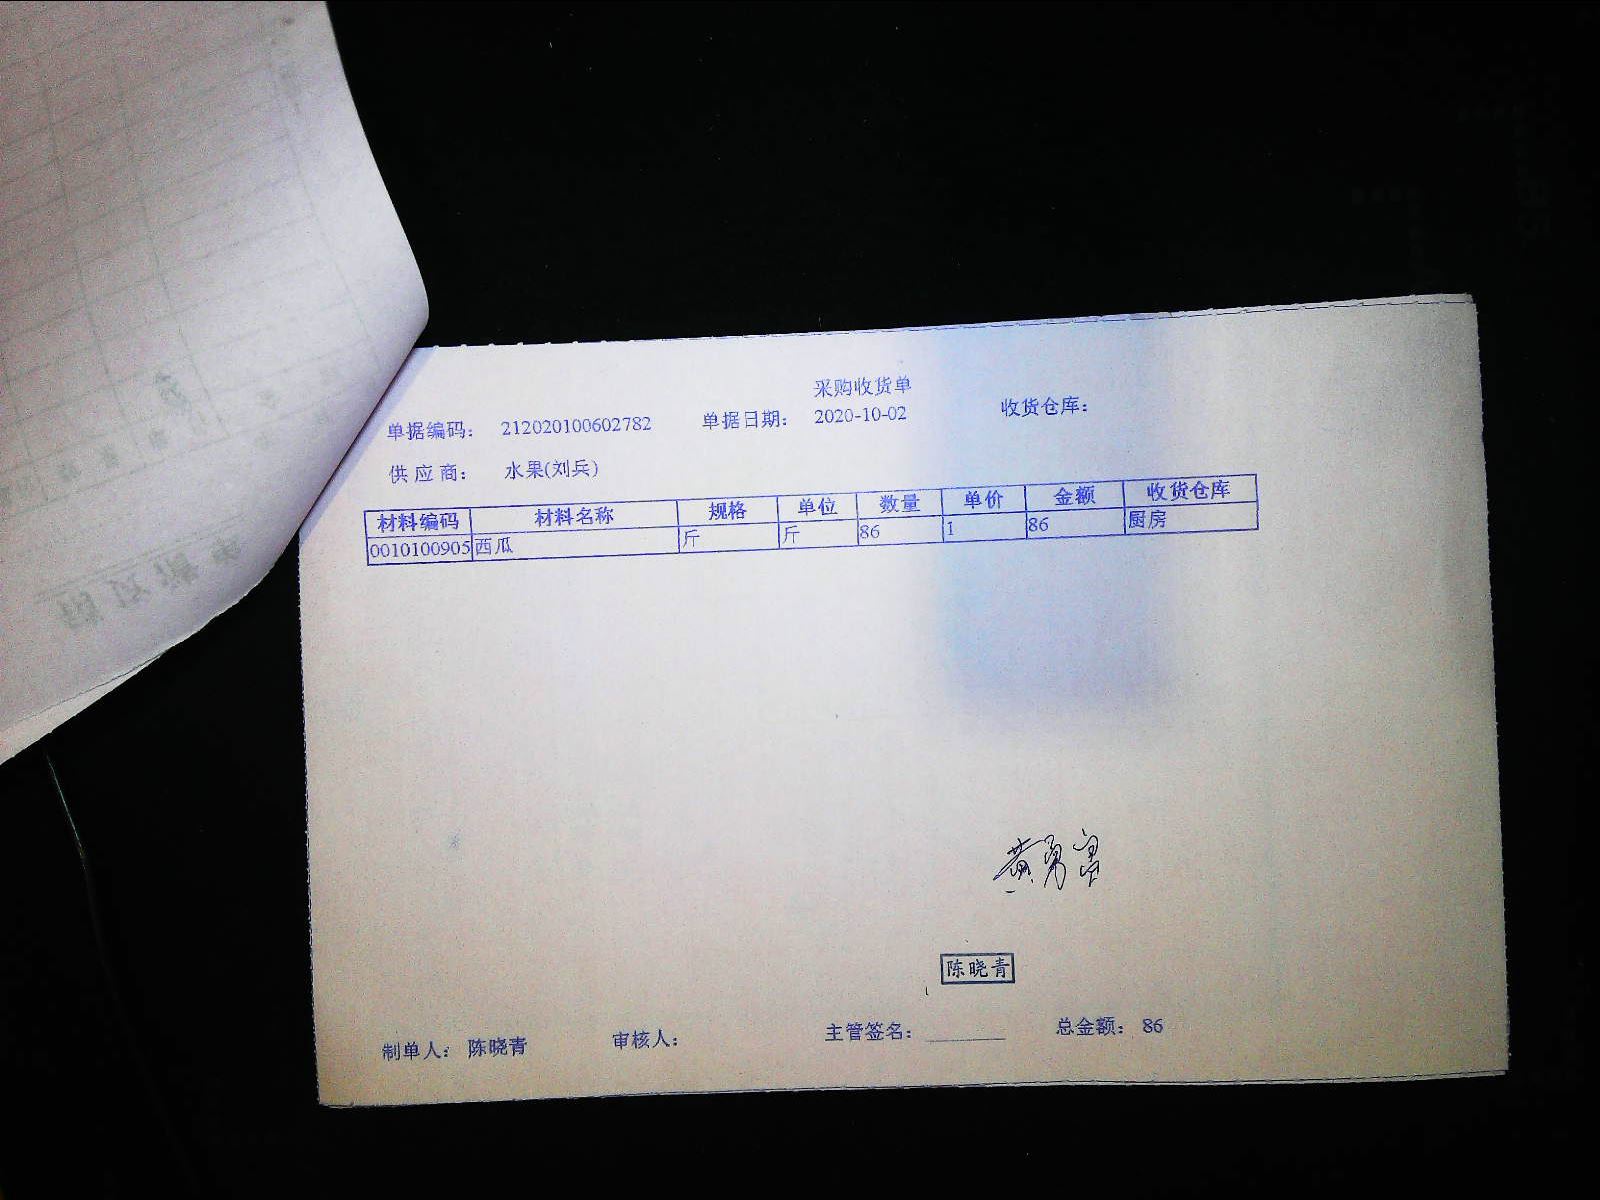 采购收货单
单据编码： 212020100602782 单据日期： 2020-10-02 收货仓库：
供应商： 水果(刘兵)
材料编码 材料名称 规格 单位 数量 单价 金额 收货仓库
0010100905 西瓜 斤 斤 86 1 86 厨房
黄勇
陈晓青
制单人： 陈晓青 审核人： 主管签名： 总金额： 86